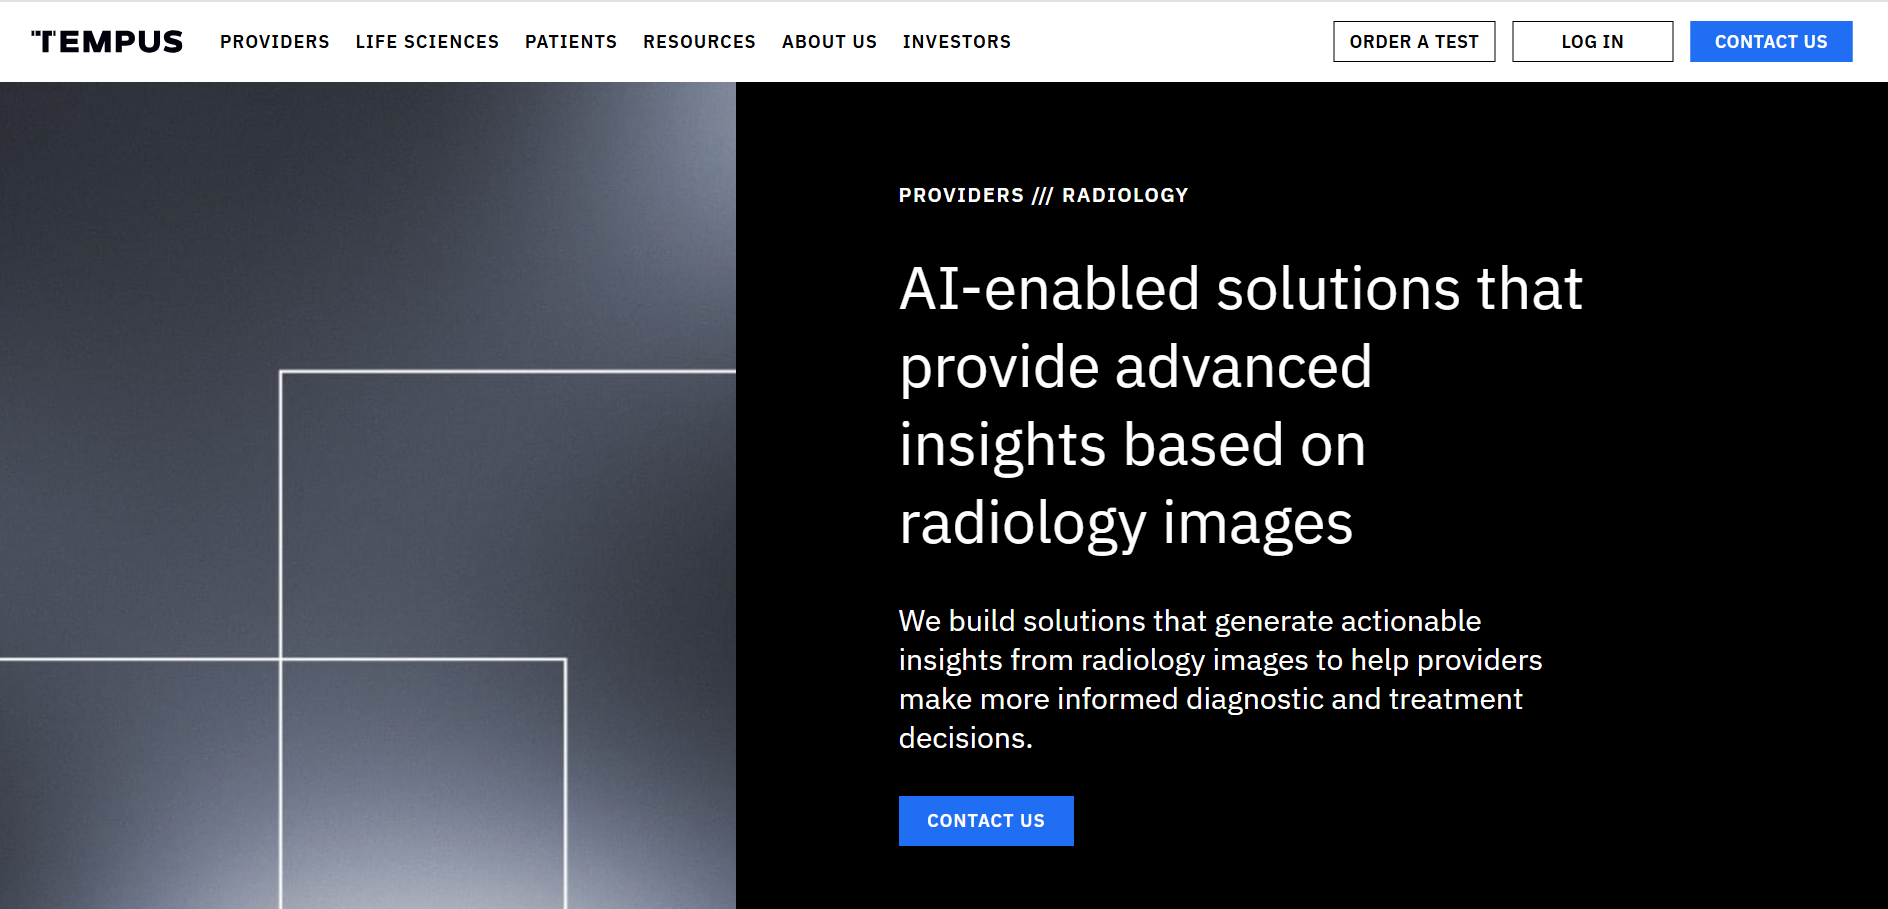 TEMPUS
PROVIDERS LIFE SCIENCES PATIENTS RESOURCES ABOUT US INVESTORS
ORDER A TEST
LOG IN
CONTACT US
PROVIDERS /// RADIOLOGY
AI-enabled solutions that
provide advanced
insights based on
radiology images
We build solutions that generate actionable
insights from radiology images to help providers
make more informed diagnostic and treatment
decisions.
CONTACT US